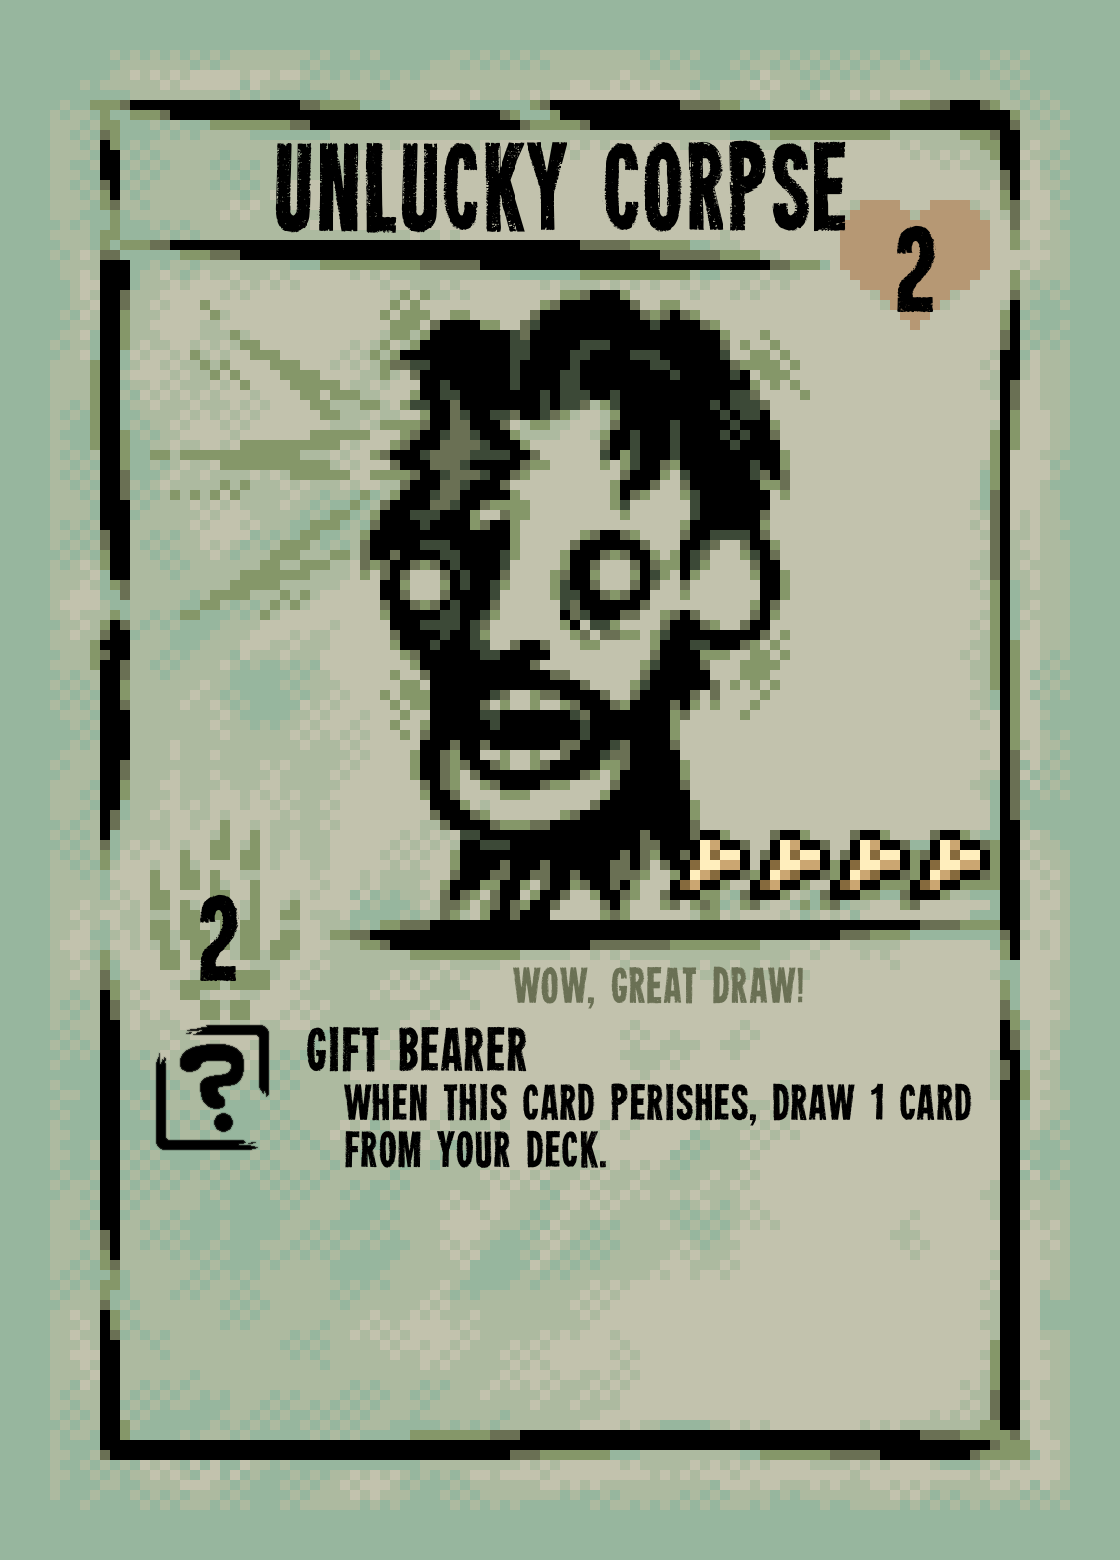 UNLUCKY CORPSE
2
2
WOW, GREAT DRAW!
?
GIFT BEARER
WHEN THIS CARD PERISHES, DRAW 1 CARD
FROM YOUR DECK.